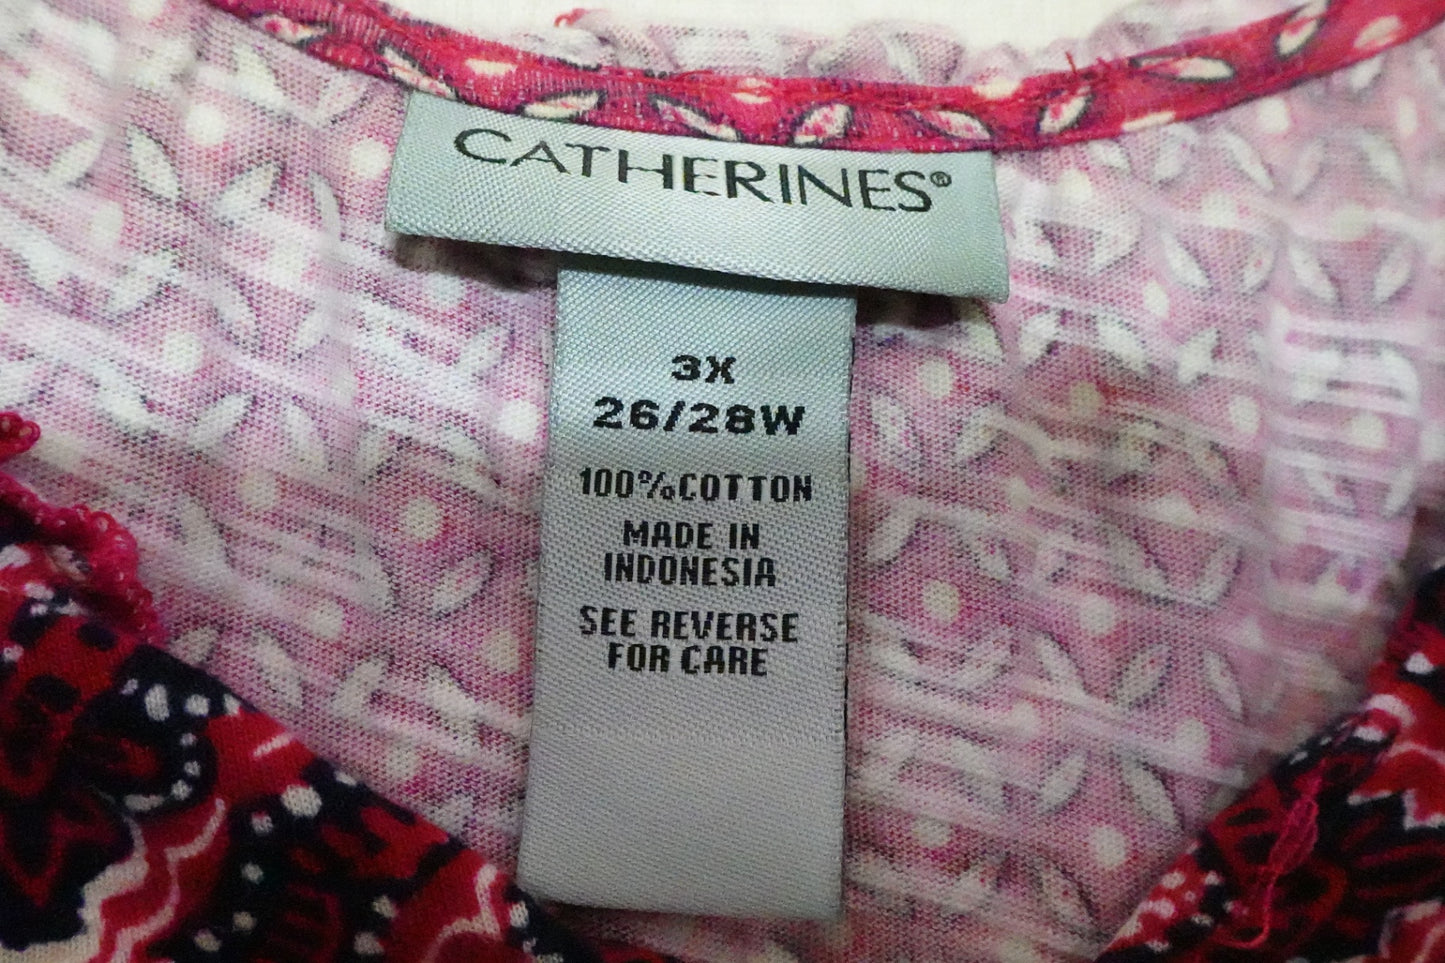 CATHERINES®
3X
26/28W
100% COTTON
MADE IN
INDONESIA
SEE REVERSE
FOR CARE